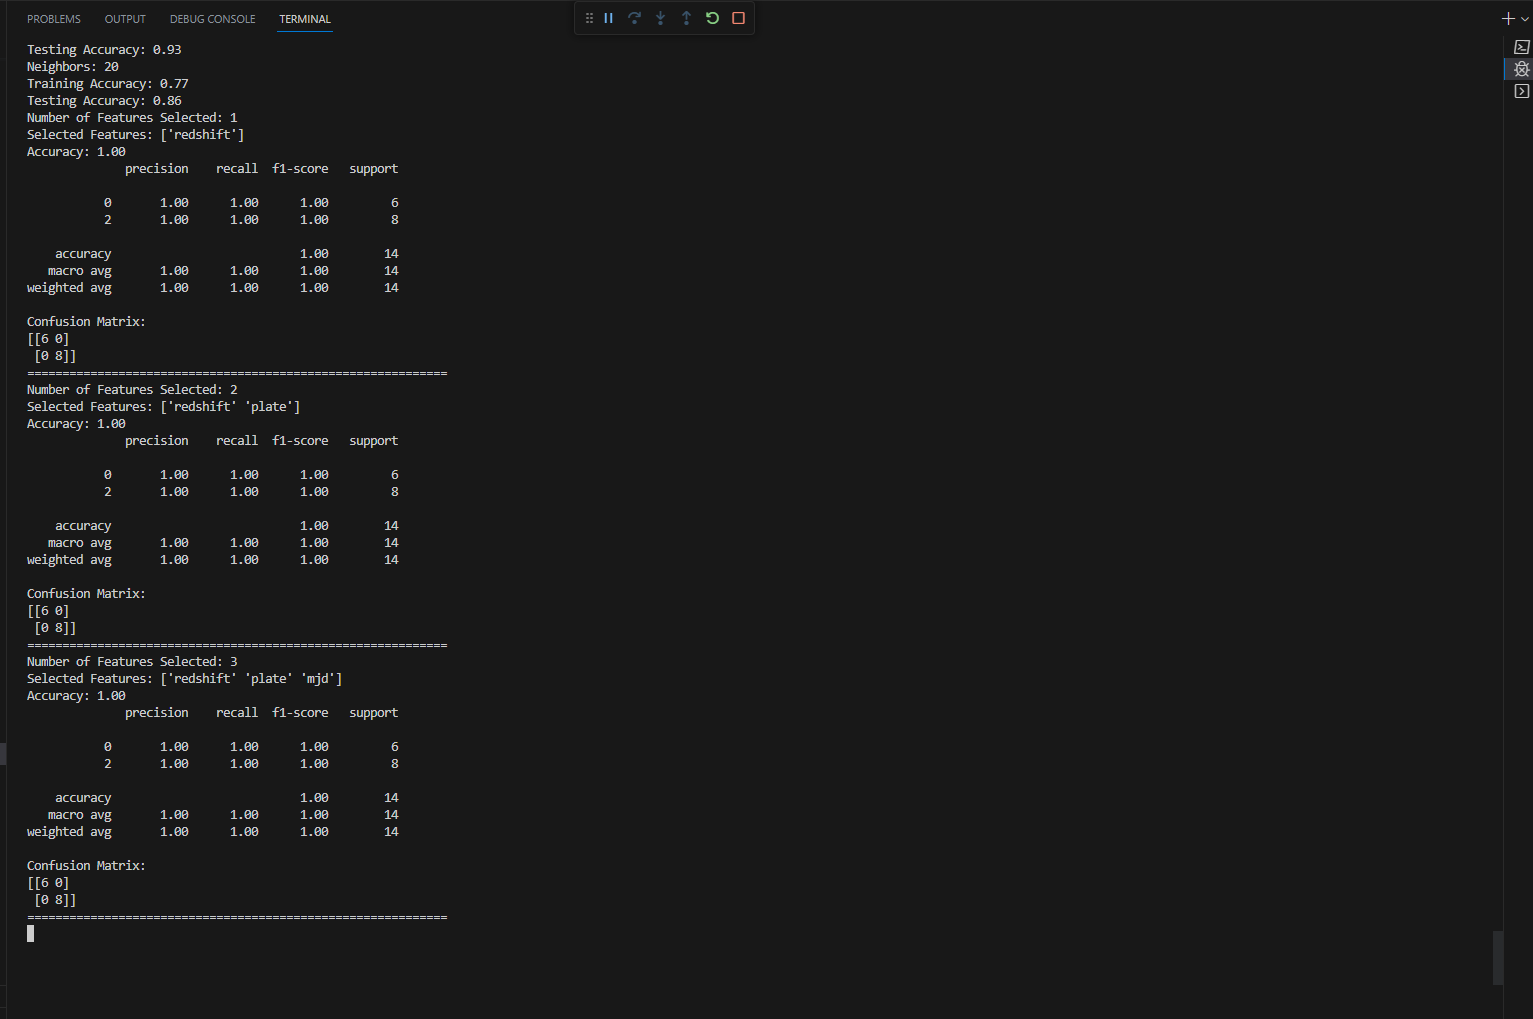 PROBLEMS OUTPUT DEBUG CONSOLE TERMINAL
Testing Accuracy: 0.93
Neighbors: 20
Training Accuracy: 0.77
Testing Accuracy: 0.86
Number of Features Selected: 1
Selected Features: ['redshift']
Accuracy: 1.00
              precision    recall  f1-score   support

           0       1.00      1.00      1.00         6
           2       1.00      1.00      1.00         8

    accuracy                           1.00        14
   macro avg       1.00      1.00      1.00        14
weighted avg       1.00      1.00      1.00        14

Confusion Matrix:
[[6 0]
 [0 8]]
============================================================
Number of Features Selected: 2
Selected Features: ['redshift' 'plate']
Accuracy: 1.00
              precision    recall  f1-score   support

           0       1.00      1.00      1.00         6
           2       1.00      1.00      1.00         8

    accuracy                           1.00        14
   macro avg       1.00      1.00      1.00        14
weighted avg       1.00      1.00      1.00        14

Confusion Matrix:
[[6 0]
 [0 8]]
============================================================
Number of Features Selected: 3
Selected Features: ['redshift' 'plate' 'mjd']
Accuracy: 1.00
              precision    recall  f1-score   support

           0       1.00      1.00      1.00         6
           2       1.00      1.00      1.00         8

    accuracy                           1.00        14
   macro avg       1.00      1.00      1.00        14
weighted avg       1.00      1.00      1.00        14

Confusion Matrix:
[[6 0]
 [0 8]]
============================================================